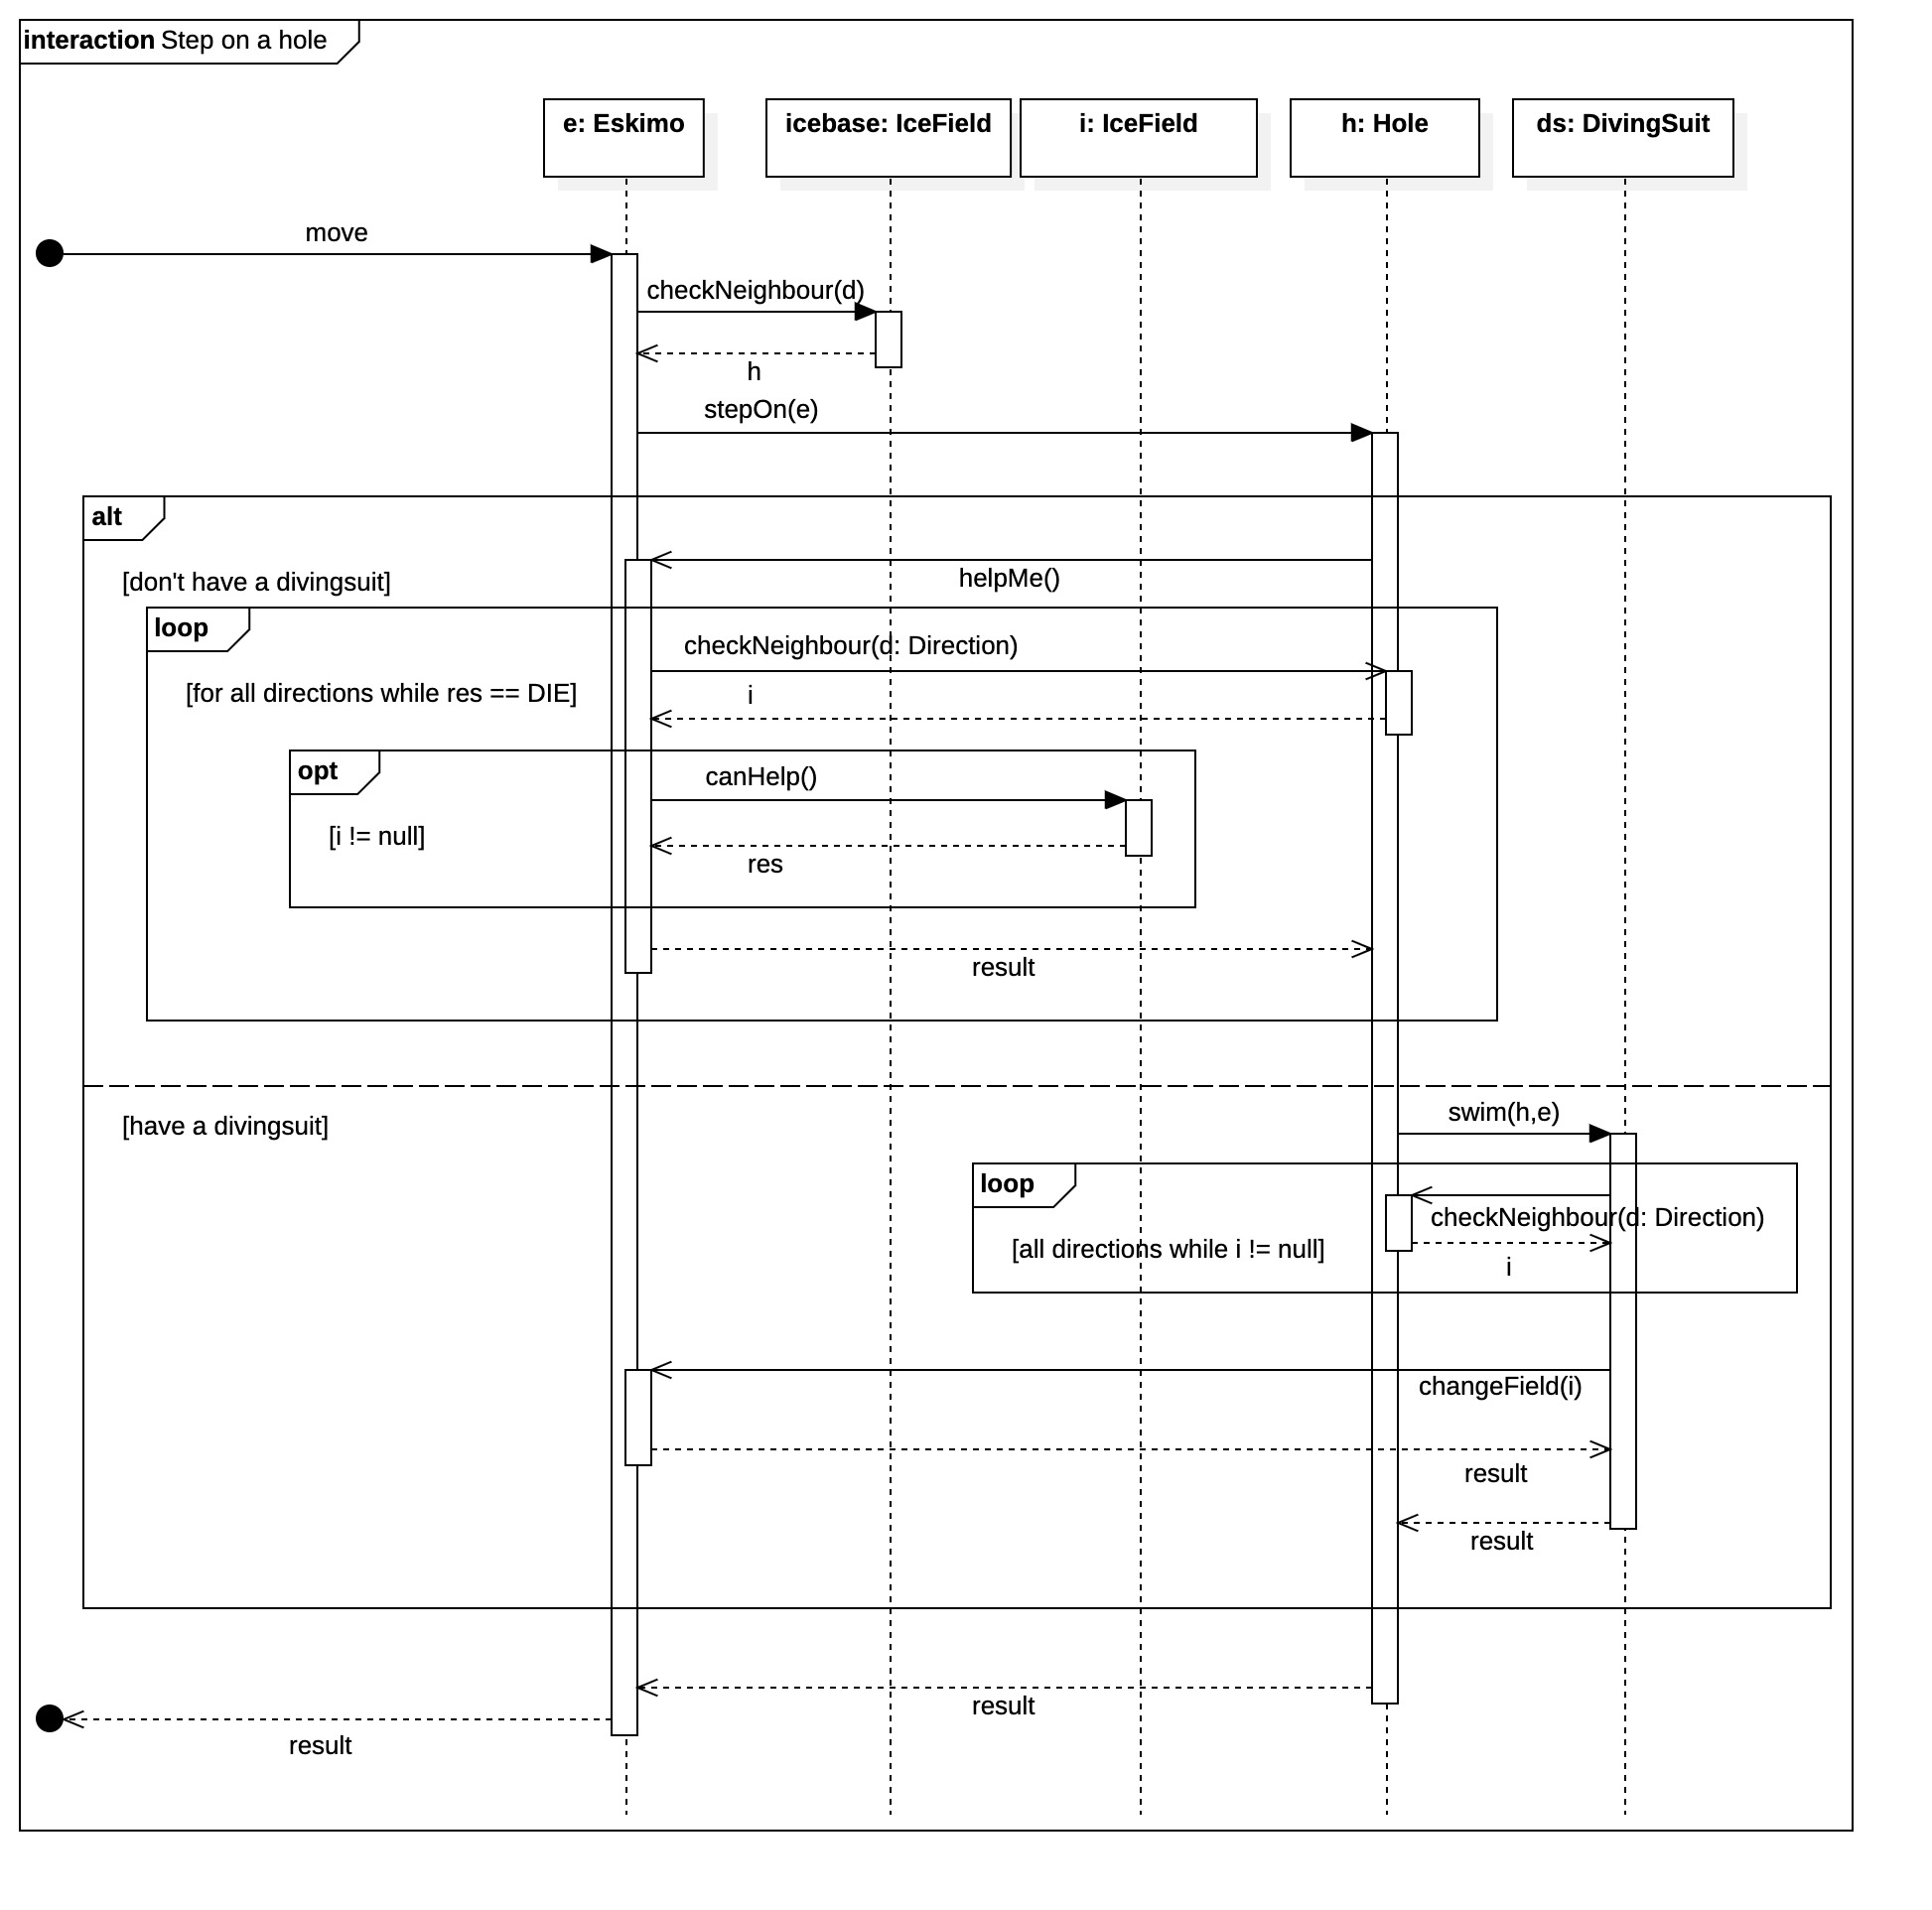 interaction Step on a hole
e: Eskimo
icebase: IceField
i: IceField
h: Hole
ds: DivingSuit
move
checkNeighbour(d)
h
stepOn(e)
alt
[don't have a divingsuit]
helpMe()
loop
checkNeighbour(d: Direction)
[for all directions while res == DIE]
i
opt
canHelp()
[i != null]
res
result
[have a divingsuit]
swim(h,e)
loop
checkNeighbour(d: Direction)
[all directions while i != null]
i
changeField(i)
result
result
result
result